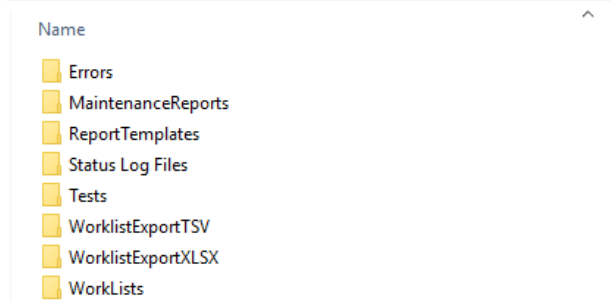 Name
Errors
MaintenanceReports
ReportTemplates
Status Log Files
Tests
WorklistExportTSV
WorklistExportXLSX
WorkLists